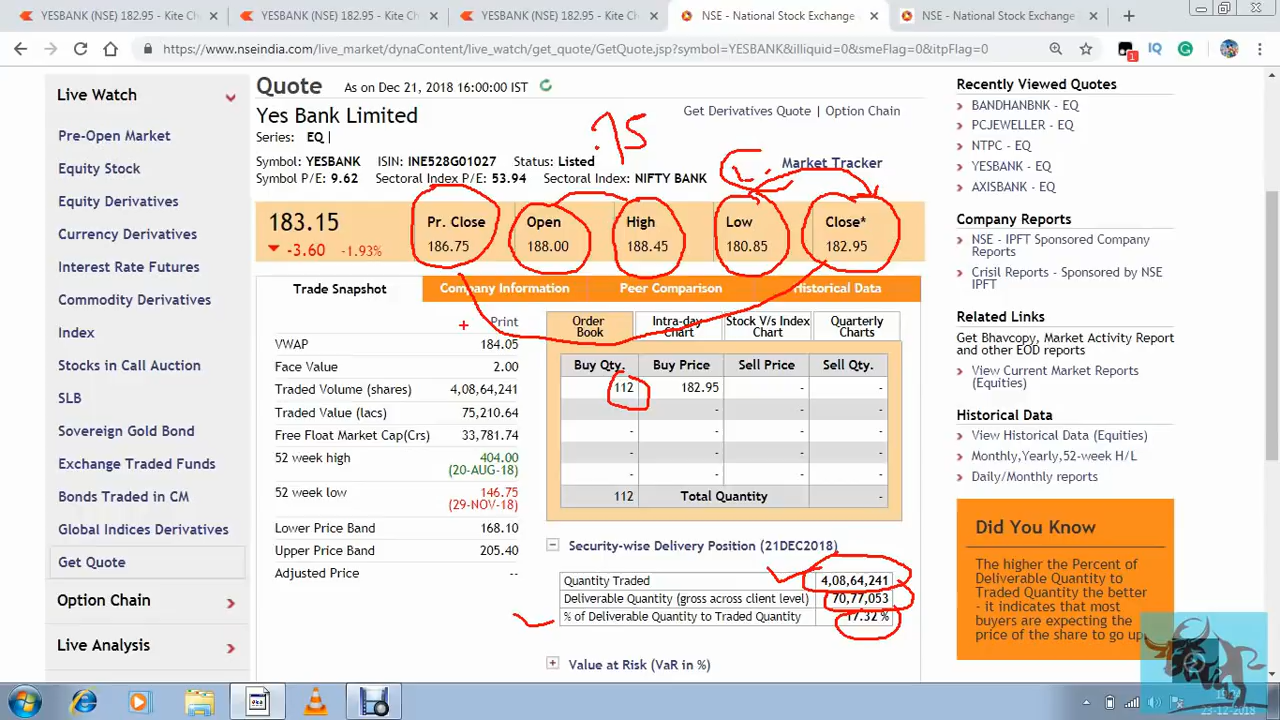 YESBANK (NSE) 182.95 - Kite Ch
YESBANK (NSE) 182.95 - Kite Ch
YESBANK (NSE) 182.95 - Kite Ch
NSE - National Stock Exchange
NSE - National Stock Exchange
https://www.nseindia.com/live_market/dynaContent/live_watch/get_quote/GetQuote.jsp?symbol=YESBANK&illiquid=0&smeFlag=0&itpFlag=0
1
IQ
Live Watch
Pre-Open Market
Equity Stock
Equity Derivatives
Currency Derivatives
Interest Rate Futures
Commodity Derivatives
Index
Stocks in Call Auction
SLB
Sovereign Gold Bond
Exchange Traded Funds
Bonds Traded in CM
Global Indices Derivatives
Get Quote
Option Chain
Live Analysis
Quote As on Dec 21, 2018 16:00:00 IST
Get Derivatives Quote | Option Chain
Yes Bank Limited
Series: EQ |
.75
Symbol: YESBANK ISIN: INE528G01027 Status: Listed
Market Tracker
Symbol P/E: 9.62 Sectoral Index P/E: 53.94 Sectoral Index: NIFTY BANK
183.15 Pr. Close Open High Low Close*
-3.60 -1.93% 186.75 188.00 188.45 180.85 182.95
Trade Snapshot Company Information Peer Comparison Historical Data
Print
VWAP 184.05
Face Value 2.00
Traded Volume (shares) 4,08,64,241
Traded Value (lacs) 75,210.64
Free Float Market Cap(Crs) 33,781.74
52 week high 404.00
(20-AUG-18)
52 week low 146.75
(29-NOV-18)
Lower Price Band 168.10
Upper Price Band 205.40
Adjusted Price --
Order Book Intra-day Chart Stock V/s Index Chart Quarterly Charts
Buy Qty. Buy Price Sell Price Sell Qty.
112 182.95 - -
- - - -
- - - -
- - - -
- - - -
112 Total Quantity -
Security-wise Delivery Position (21DEC2018)
Quantity Traded 4,08,64,241
Deliverable Quantity (gross across client level) 70,77,053
% of Deliverable Quantity to Traded Quantity 17.32 %
Value at Risk (VaR in %)
Recently Viewed Quotes
BANDHANBNK - EQ
PCJEWELLER - EQ
NTPC - EQ
YESBANK - EQ
AXISBANK - EQ
Company Reports
NSE - IPFT Sponsored Company
Reports
Crisil Reports - Sponsored by NSE
IPFT
Related Links
Get Bhavcopy, Market Activity Report
and other EOD reports
View Current Market Reports
(Equities)
Historical Data
View Historical Data (Equities)
Monthly,Yearly,52-week H/L
Daily/Monthly reports
Did You Know
The higher the Percent of
Deliverable Quantity to
Traded Quantity the better
- it indicates that most
buyers are expecting the
price of the share to go up
23-12-2018